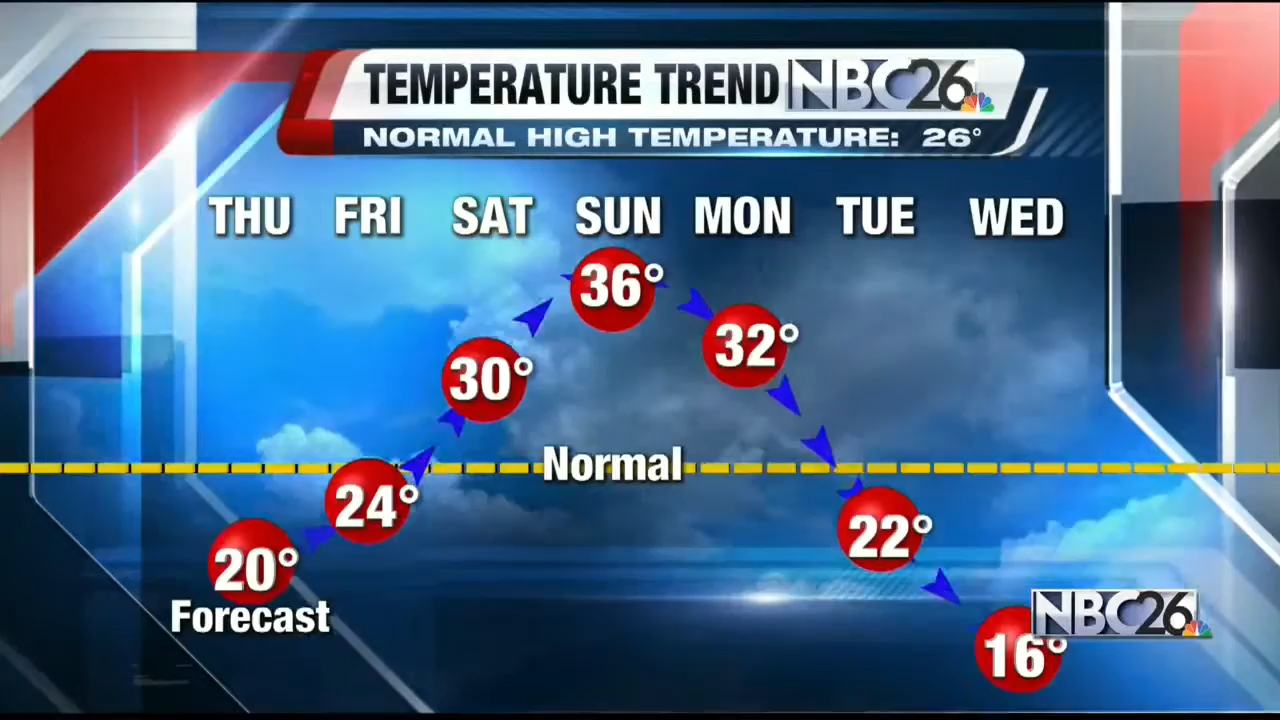 TEMPERATURE TREND NBC26
NORMAL HIGH TEMPERATURE: 26°
THU FRI SAT SUN MON TUE WED
36°
32°
30°
Normal
24°
22°
20°
Forecast
NBC26
16°